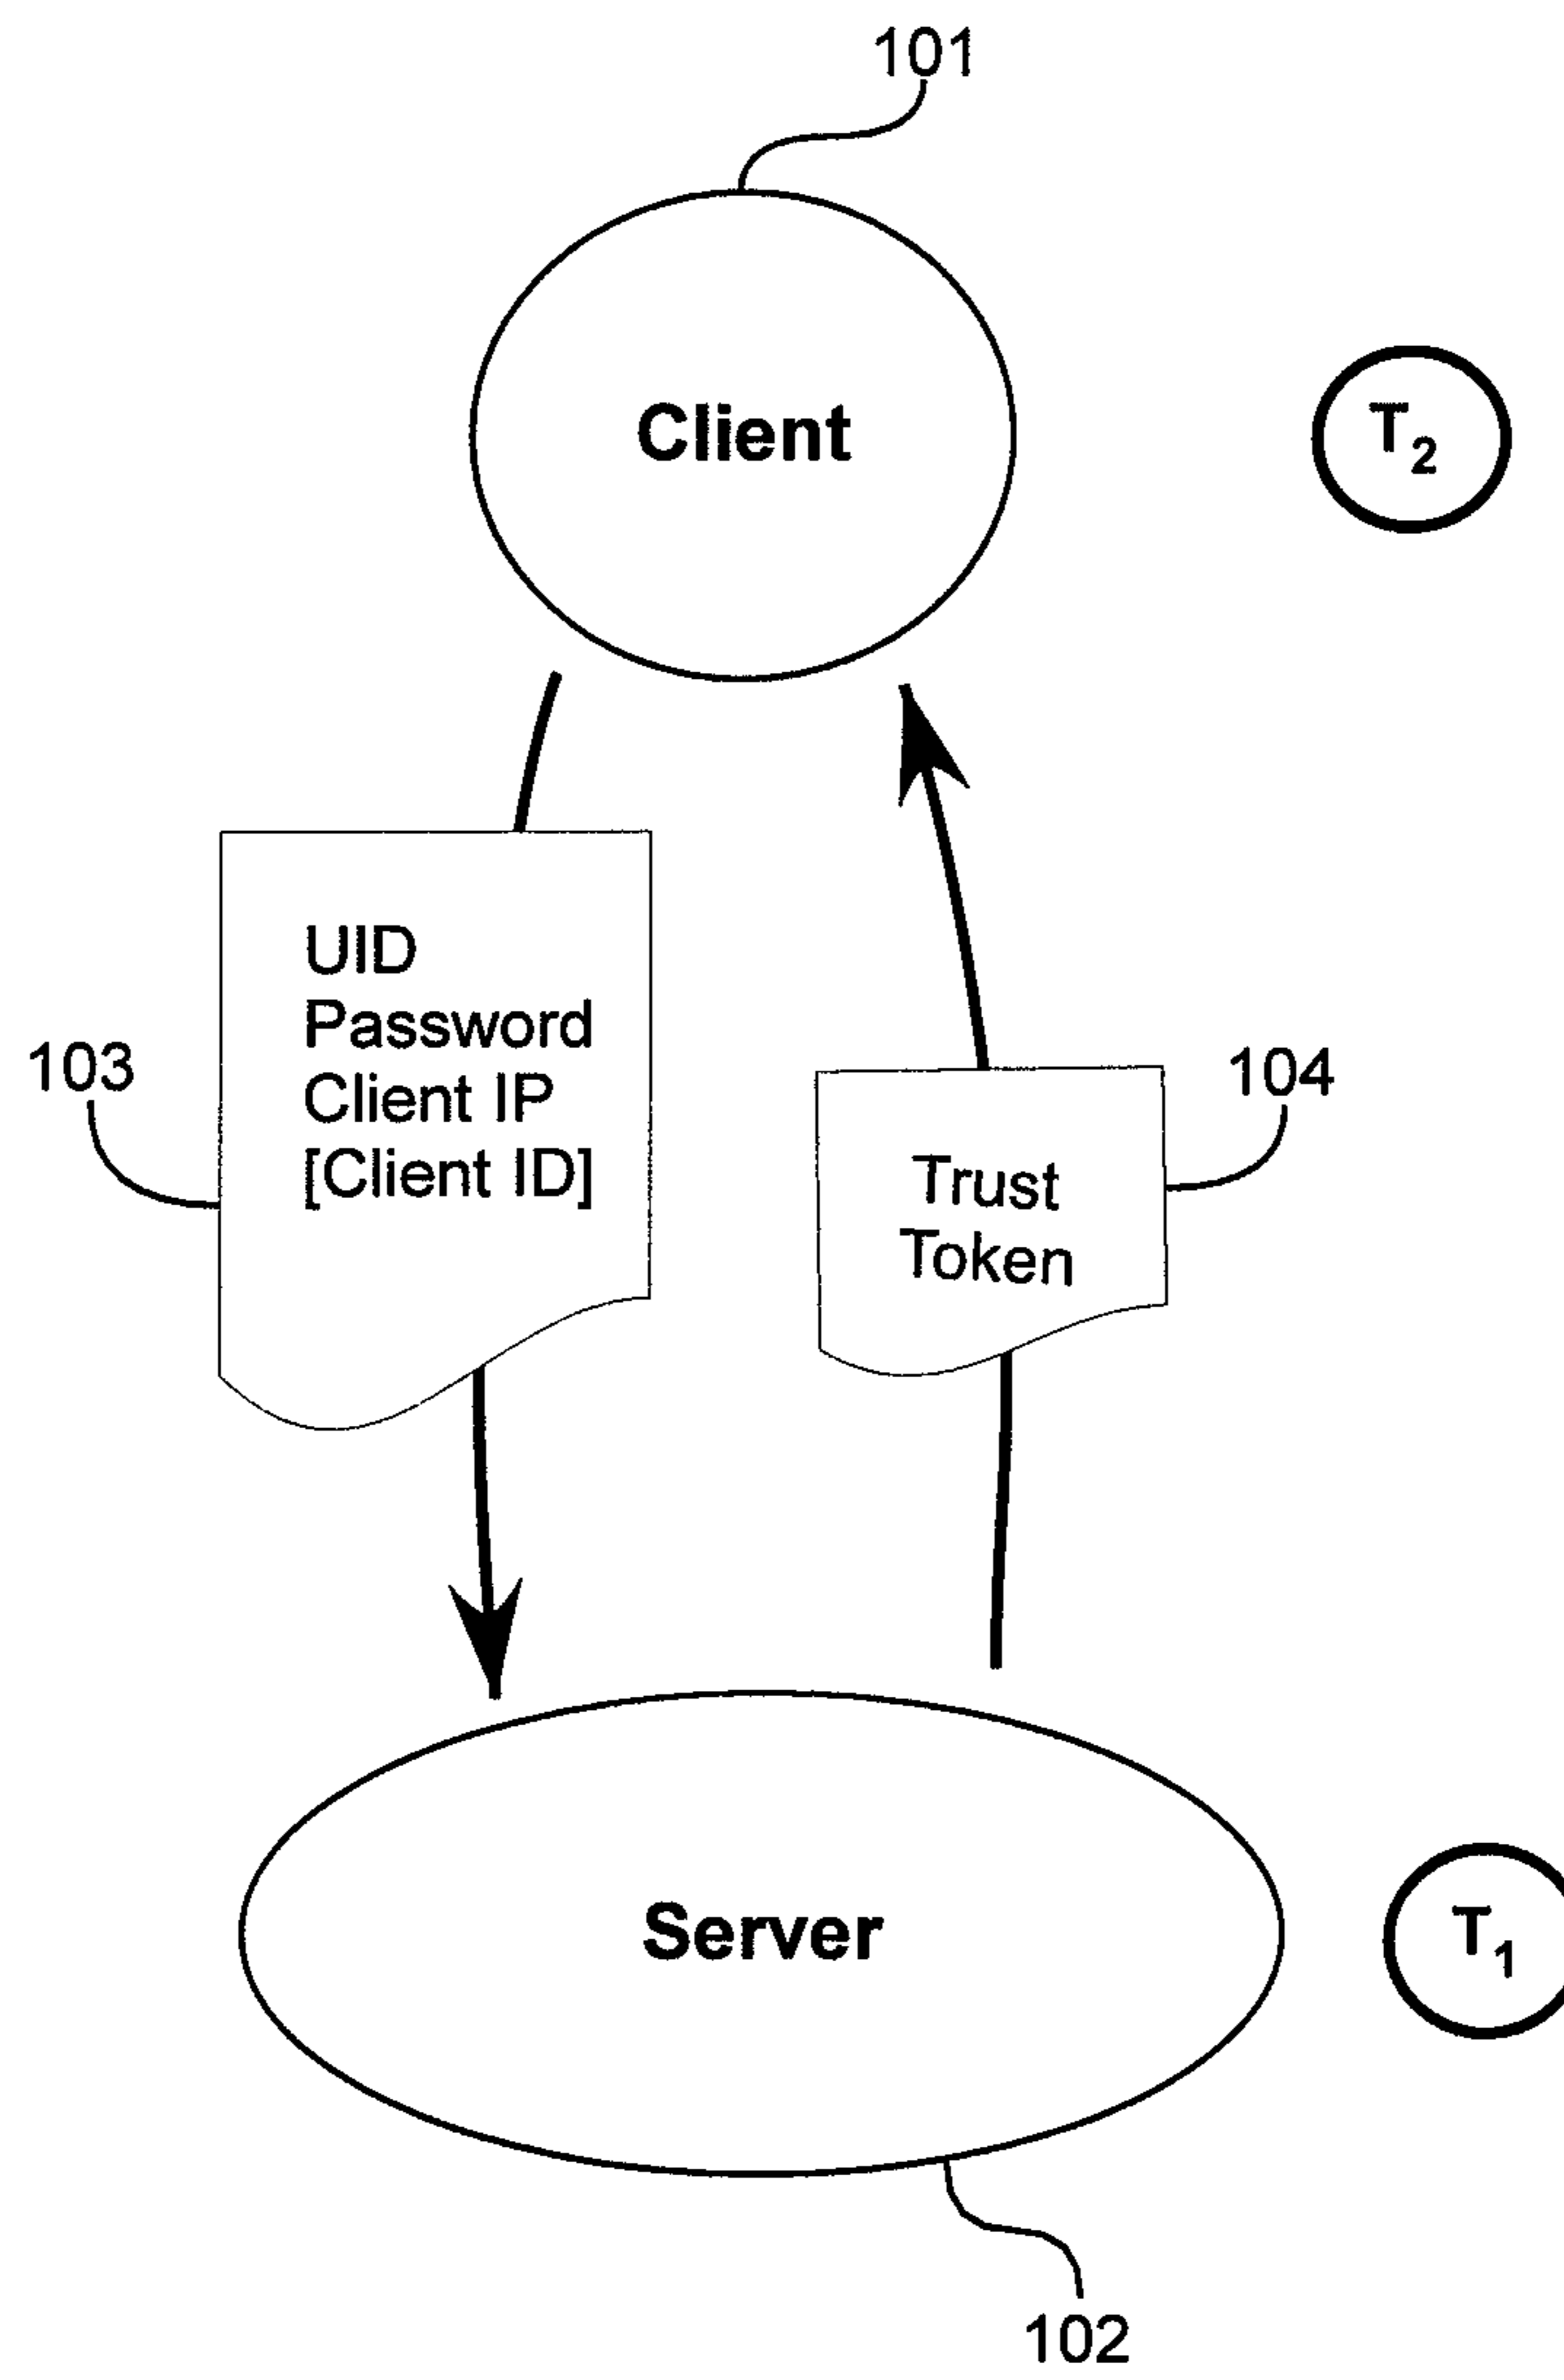 101
Client
T2
UID
Password
Client IP
[Client ID]
103
104
Trust
Token
Server
T1
102